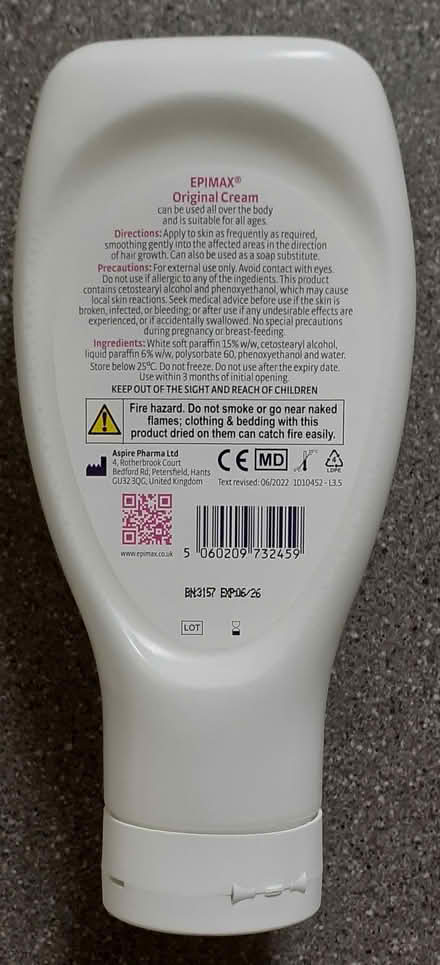 EPIMAX®
Original Cream
can be used all over the body
and is suitable for all ages.
Directions: Apply to skin as frequently as required,
smoothing gently into the affected areas in the direction
of hair growth. Can also be used as a soap substitute.
Precautions: For external use only. Avoid contact with eyes.
Do not use if allergic to any of the ingredients. This product
contains cetostearyl alcohol and phenoxyethanol, which may cause
local skin reactions. Seek medical advice before use if the skin is
broken, infected, or bleeding; or after use if any undesirable effects are
experienced, or if accidentally swallowed. No special precautions
during pregnancy or breast-feeding.
Ingredients: White soft paraffin 15% w/w, cetostearyl alcohol,
liquid paraffin 6% w/w, polysorbate 60, phenoxyethanol and water.
Store below 25°C. Do not freeze. Do not use after the expiry date.
Use within 3 months of initial opening.
KEEP OUT OF THE SIGHT AND REACH OF CHILDREN
Fire hazard. Do not smoke or go near naked
flames; clothing & bedding with this
product dried on them can catch fire easily.
Aspire Pharma Ltd
4, Rotherbrook Court
Bedford Rd, Petersfield, Hants
GU32 3QG, United Kingdom
CE MD
4
LDPE
Text revised: 06/2022 1010452 - L3.5
www.epimax.co.uk
5 060209 732459
BN:3157 EXP:06/26
LOT